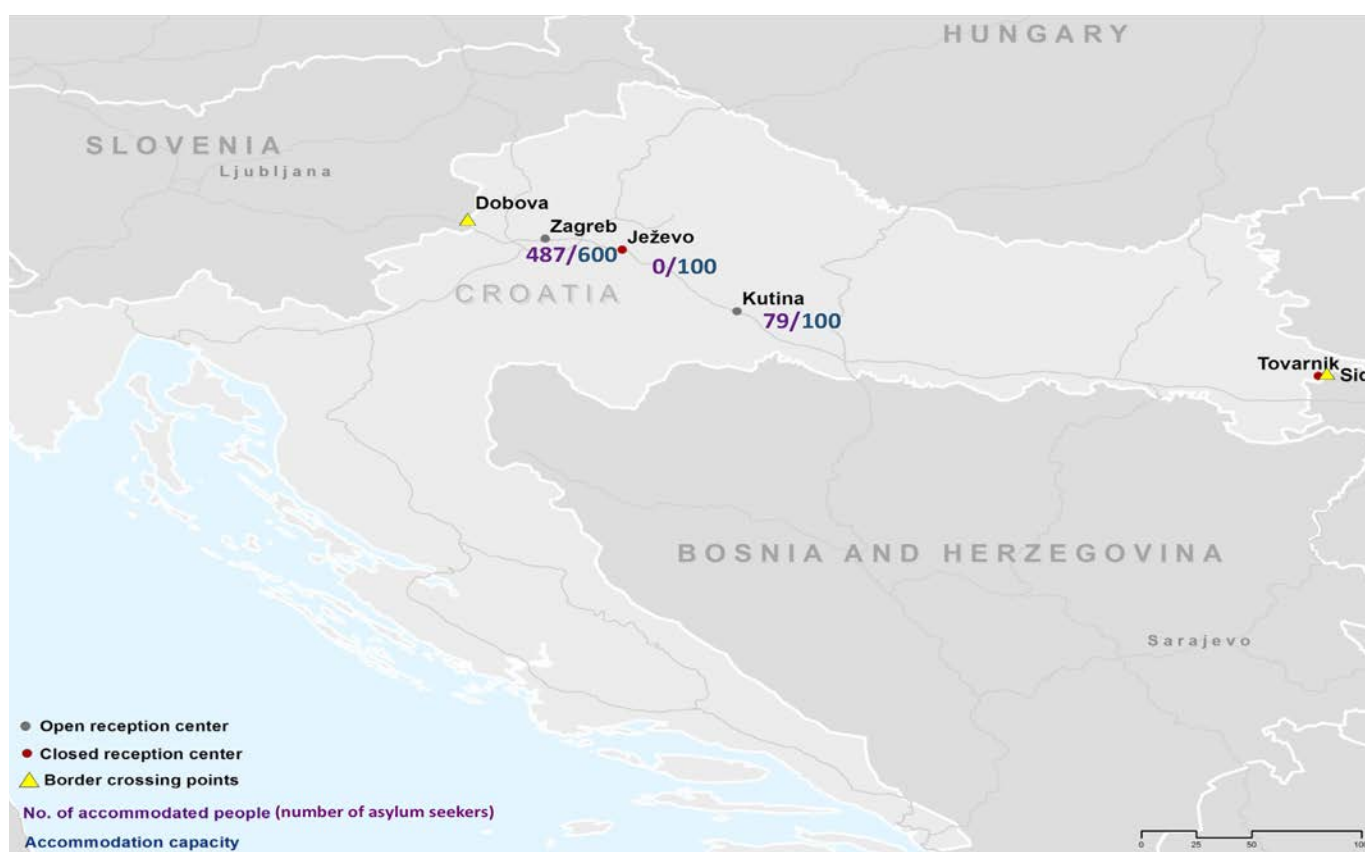 HUNGARY
SLOVENIA
Ljubljana
Dobova
Zagreb
Ježevo
487/600
0/100
CROATIA
Kutina
79/100
Tovarnik
Sid
BOSNIA AND HERZEGOVINA
Sarajevo
Open reception center
Closed reception center
Border crossing points
No. of accommodated people (number of asylum seekers)
Accommodation capacity
0 25 50 100